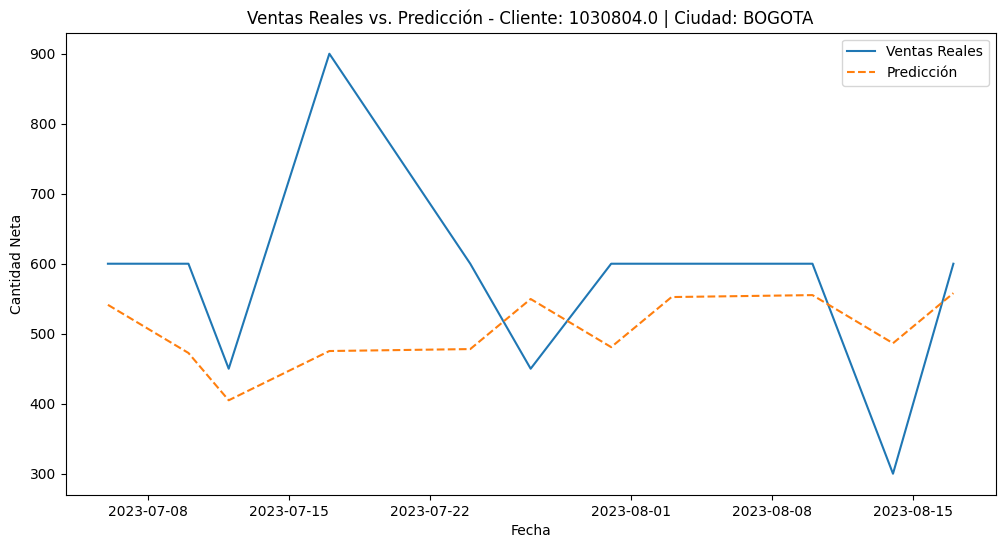 Ventas Reales vs. Predicción - Cliente: 1030804.0 | Ciudad: BOGOTA
Ventas Reales
Predicción
Cantidad Neta
900
800
700
600
500
400
300
2023-07-08
2023-07-15
2023-07-22
2023-08-01
2023-08-08
2023-08-15
Fecha